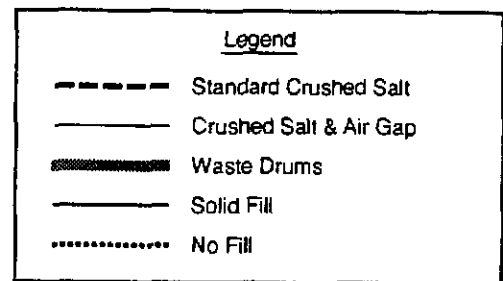 Legend
Standard Crushed Salt
Crushed Salt & Air Gap
Waste Drums
Solid Fill
No Fill